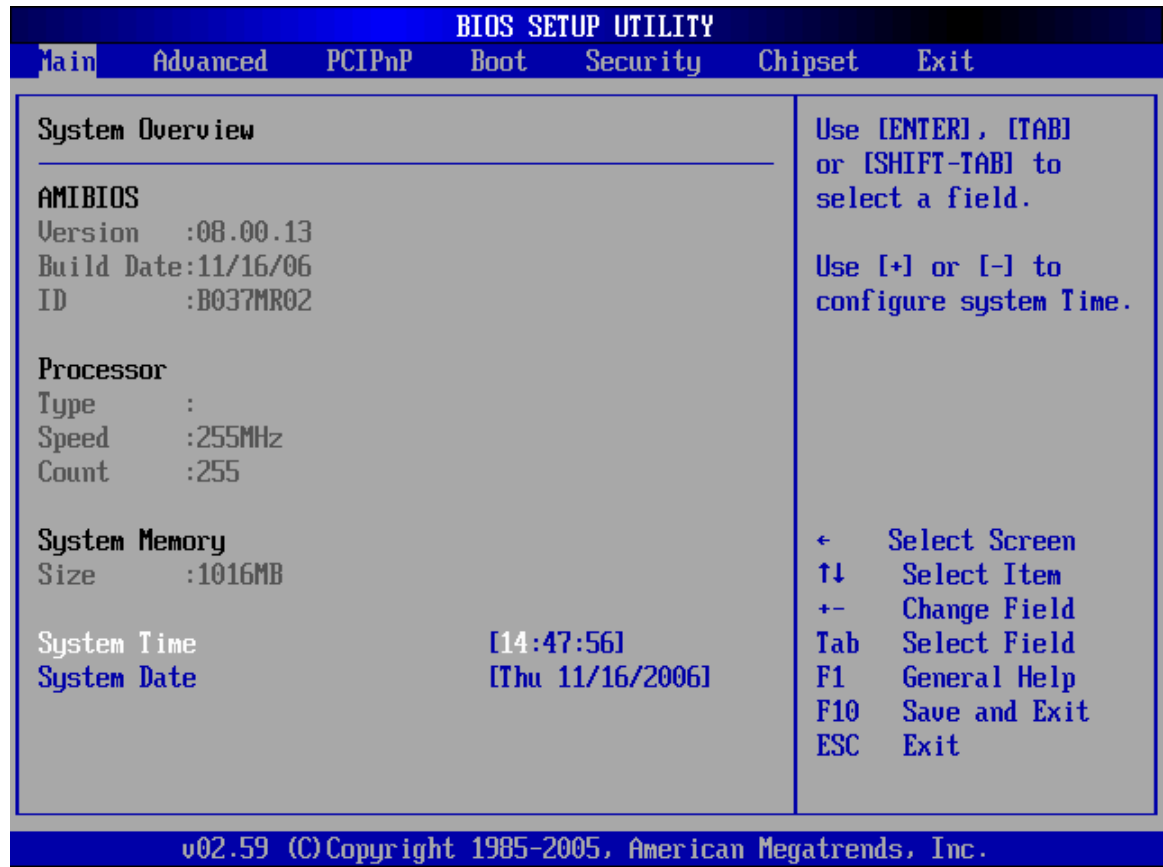 BIOS SETUP UTILITY
Main Advanced PCIPnP Boot Security Chipset Exit
System Overview
AMIBIOS
Version :08.00.13
Build Date:11/16/06
ID :B037MR02
Processor
Type :
Speed :255MHz
Count :255
System Memory
Size :1016MB
System Time [14:47:56]
System Date [Thu 11/16/2006]
Use [ENTER], [TAB]
or [SHIFT-TAB] to
select a field.
Use [+] or [-] to
configure system Time.
← Select Screen
↑↓ Select Item
+- Change Field
Tab Select Field
F1 General Help
F10 Save and Exit
ESC Exit
v02.59 (C)Copyright 1985-2005, American Megatrends, Inc.